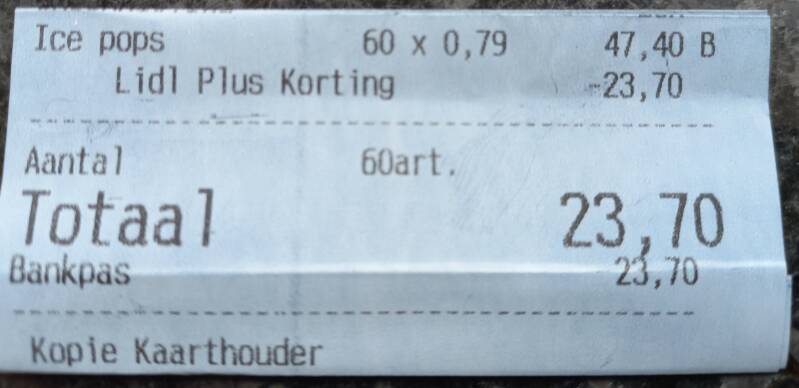 Ice pops 60 x 0,79 47,40 B
Lidl Plus Korting -23,70
Aantal 60art.
Totaal 23,70
Bankpas 23,70
Kopie Kaarthouder